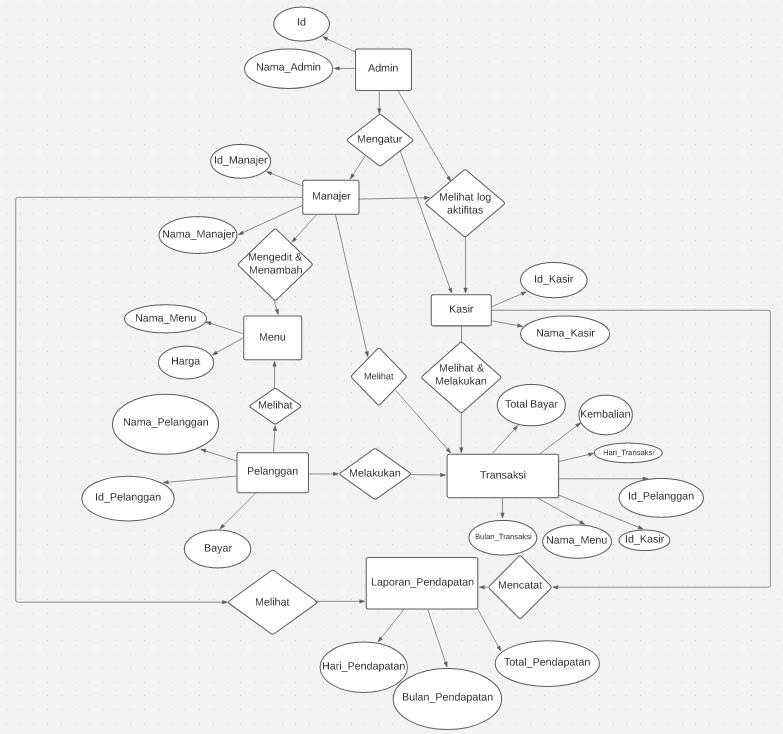 Id
Nama_Admin
Admin
Mengatur
Id_Manajer
Manajer
Melihat log
aktifitas
Nama_Manajer
Mengedit &
Menambah
Id_Kasir
Kasir
Nama_Kasir
Nama_Menu
Menu
Harga
Melihat
Melihat &
Melakukan
Melihat
Total Bayar
Kembalian
Nama_Pelanggan
Hari_Transaksi
Pelanggan
Melakukan
Transaksi
Id_Pelanggan
Id_Pelanggan
Bayar
Bulan_Transaksi
Nama_Menu
Id_Kasir
Laporan_Pendapatan
Mencatat
Melihat
Hari_Pendapatan
Total_Pendapatan
Bulan_Pendapatan